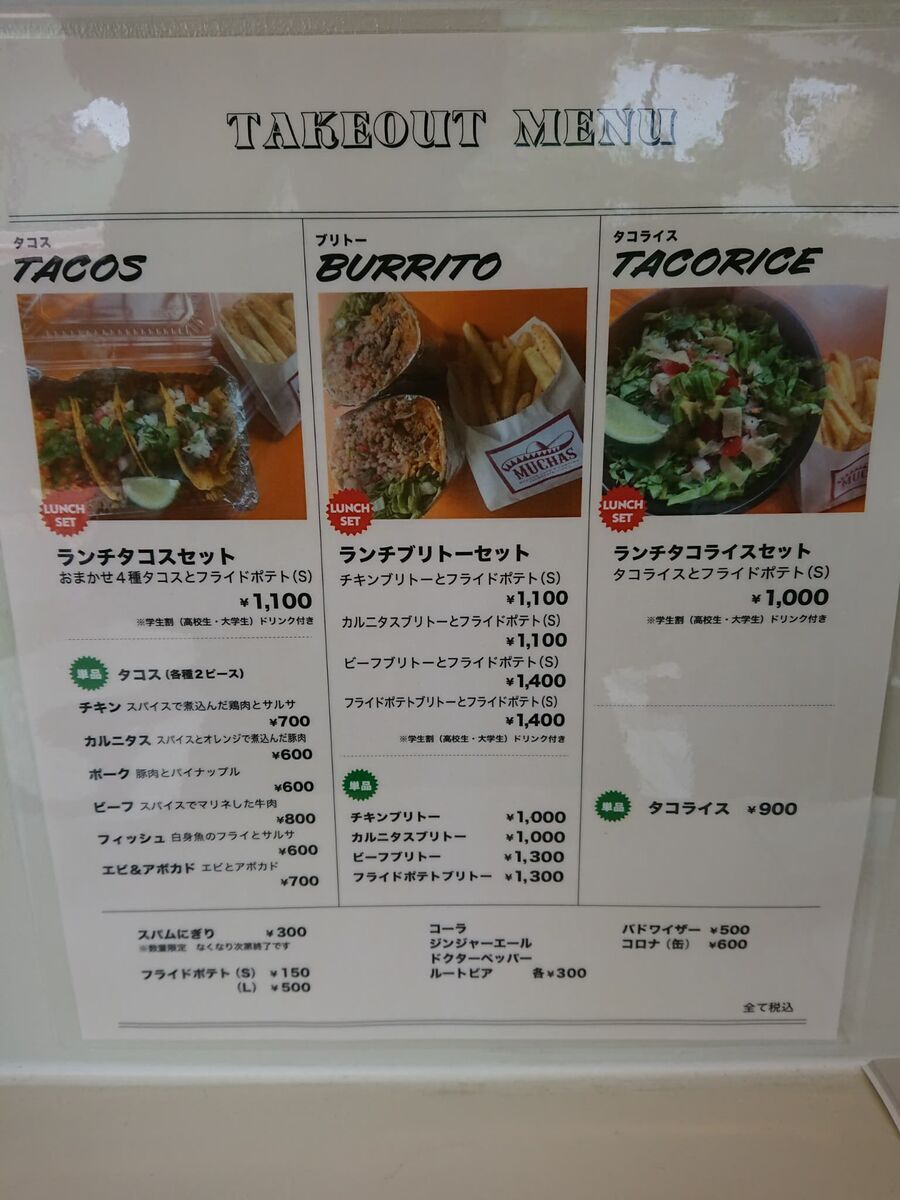 TAKEOUT MENU
タコス
TACOS
LUNCH
SET
ランチタコスセット
おまかせ4種タコスとフライドポテト(S)
¥1,100
※学生割（高校生・大学生）ドリンク付き
単品 タコス(各種2ピース)
チキン スパイスで煮込んだ鶏肉とサルサ
¥700
カルニタス スパイスとオレンジで煮込んだ豚肉
¥600
ポーク 豚肉とパイナップル
¥600
ビーフ スパイスでマリネした牛肉
¥800
フィッシュ 白身魚のフライとサルサ
¥600
エビ&アボカド エビとアボカド
¥700
ブリトー
BURRITO
MUCHAS
LUNCH
SET
ランチブリトーセット
チキンブリトーとフライドポテト(S)
¥1,100
カルニタスブリトーとフライドポテト(S)
¥1,100
ビーフブリトーとフライドポテト(S)
¥1,400
フライドポテトブリトーとフライドポテト(S)
¥1,400
※学生割（高校生・大学生）ドリンク付き
単品
チキンブリトー ¥1,000
カルニタスブリトー ¥1,000
ビーフブリトー ¥1,300
フライドポテトブリトー ¥1,300
タコライス
TACORICE
LUNCH
SET
ランチタコライスセット
タコライスとフライドポテト(S)
¥1,000
※学生割（高校生・大学生）ドリンク付き
単品 タコライス ¥900
スパムにぎり ¥300
※数量限定 なくなり次第終了です
フライドポテト(S) ¥150
(L) ¥500
コーラ
ジンジャーエール
ドクターペッパー
ルートビア 各¥300
バドワイザー ¥500
コロナ(缶) ¥600
全て税込